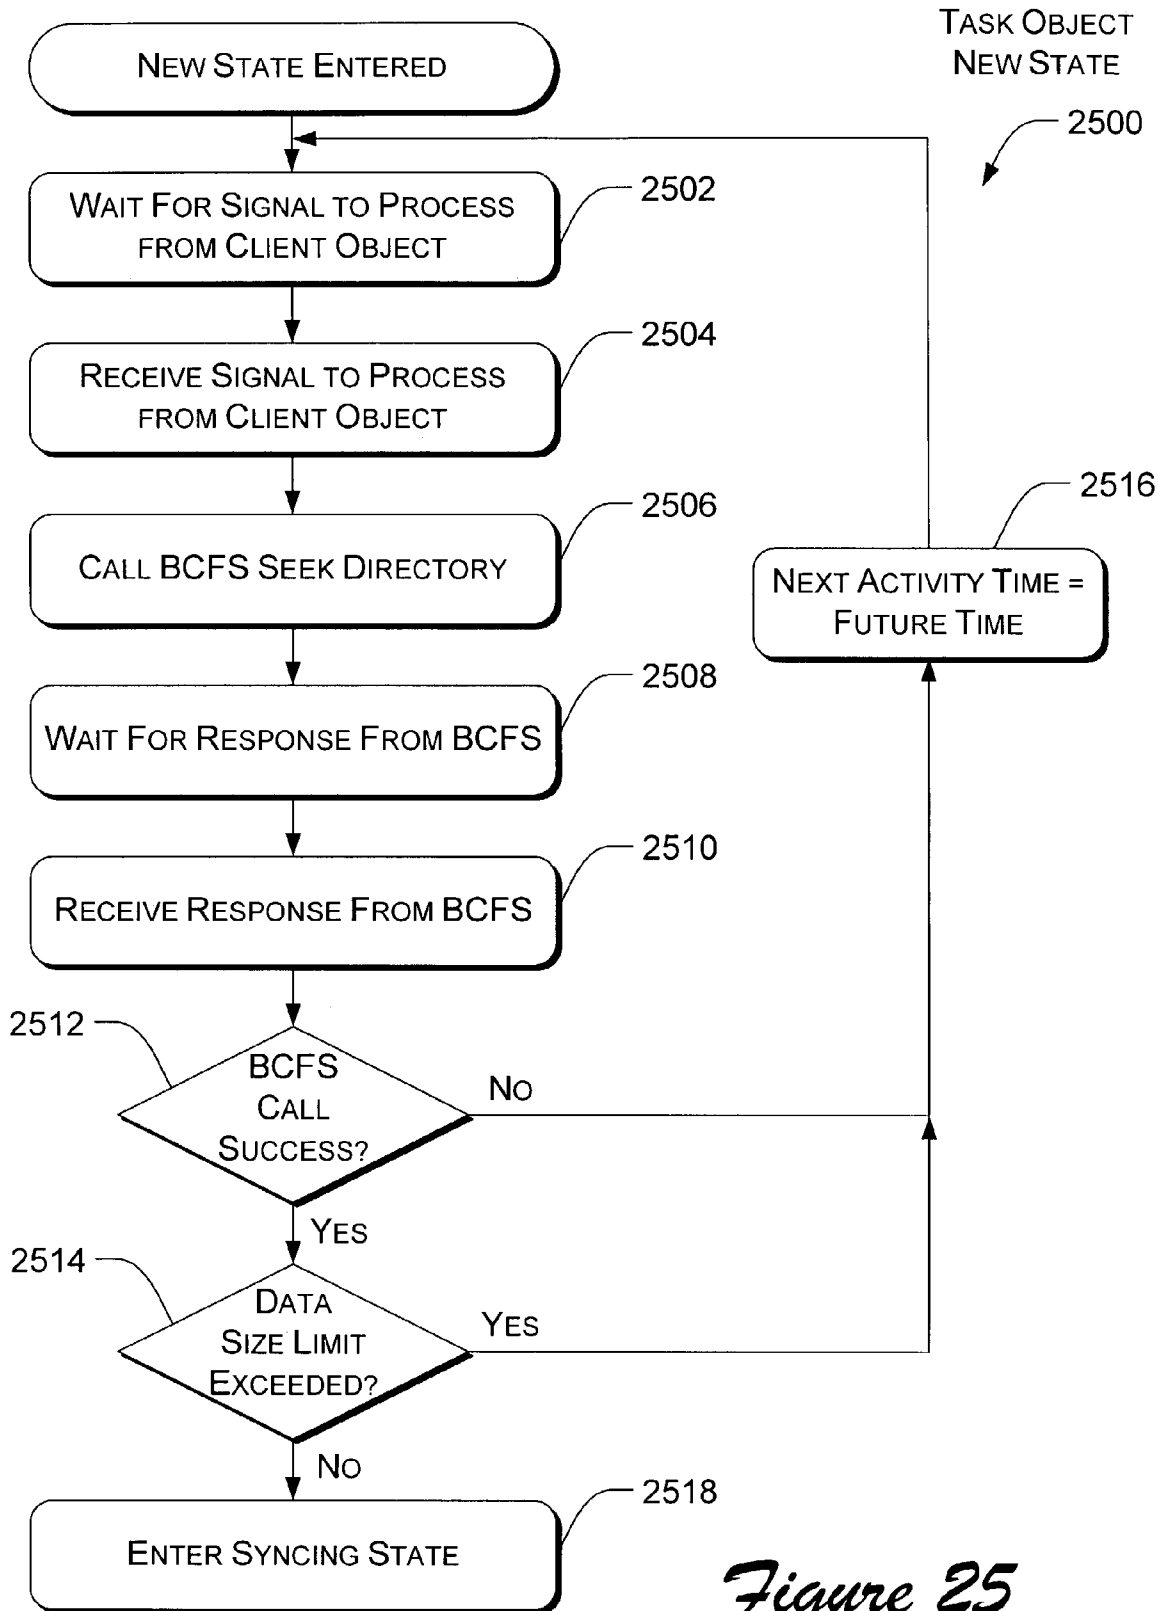 TASK OBJECT
NEW STATE
2500
NEW STATE ENTERED
WAIT FOR SIGNAL TO PROCESS
FROM CLIENT OBJECT
2502
RECEIVE SIGNAL TO PROCESS
FROM CLIENT OBJECT
2504
CALL BCFS SEEK DIRECTORY
2506
NEXT ACTIVITY TIME =
FUTURE TIME
2516
WAIT FOR RESPONSE FROM BCFS
2508
RECEIVE RESPONSE FROM BCFS
2510
2512
BCFS
CALL
SUCCESS?
NO
YES
2514
DATA
SIZE LIMIT
EXCEEDED?
YES
NO
ENTER SYNCING STATE
2518
Figure 25